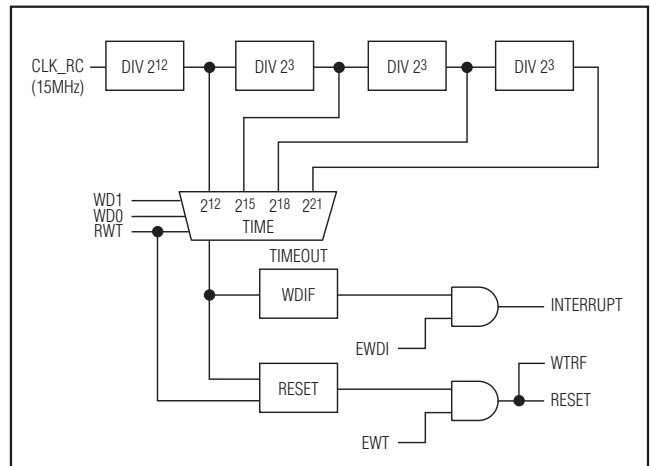 CLK_RC
(15MHz)
DIV 2¹²
DIV 2³
DIV 2³
DIV 2³
WD1
WD0
RWT
2¹² 2¹⁵ 2¹⁸ 2²¹
TIME
TIMEOUT
WDIF
INTERRUPT
EWDI
WTRF
RESET
RESET
EWT